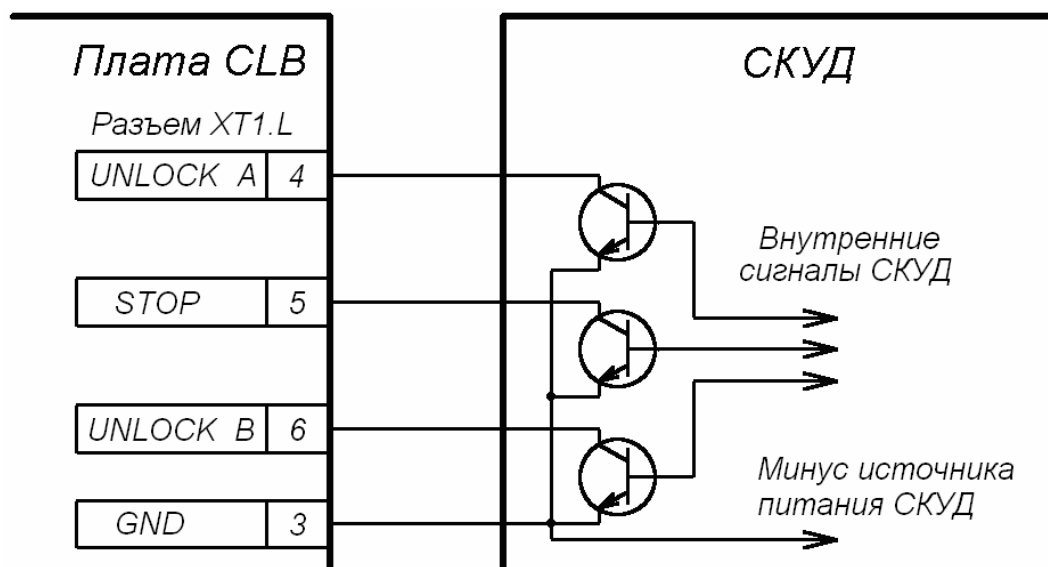 Плата CLB
Разъем XT1.L
UNLOCK A 4
STOP 5
UNLOCK B 6
GND 3
СКУД
Внутренние
сигналы СКУД
Минус источника
питания СКУД